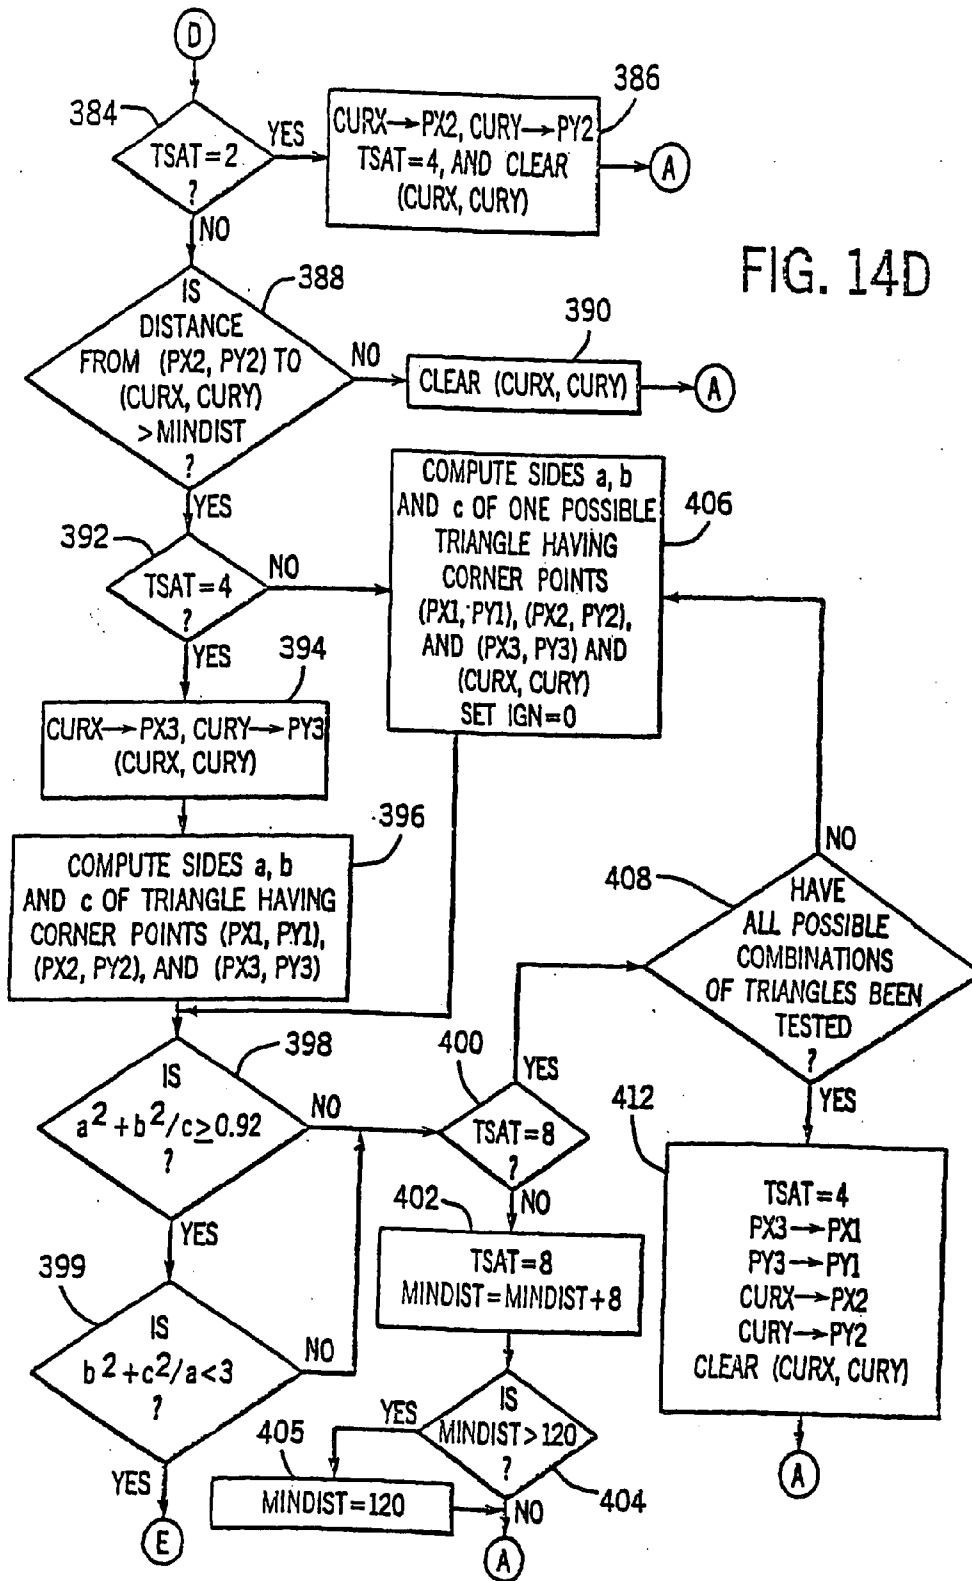 D
384
TSAT=2
?
YES
386
CURX→PX2, CURY→PY2
TSAT=4, AND CLEAR
(CURX, CURY)
A
NO
FIG. 14D
388
IS
DISTANCE
FROM (PX2, PY2) TO
(CURX, CURY)
>MINDIST
?
NO
390
CLEAR (CURX, CURY)
A
YES
392
TSAT=4
?
NO
406
COMPUTE SIDES a, b
AND c OF ONE POSSIBLE
TRIANGLE HAVING
CORNER POINTS
(PX1, PY1), (PX2, PY2),
AND (PX3, PY3) AND
(CURX, CURY)
SET IGN=0
YES
394
CURX→PX3, CURY→PY3
(CURX, CURY)
396
COMPUTE SIDES a, b
AND c OF TRIANGLE HAVING
CORNER POINTS (PX1, PY1),
(PX2, PY2), AND (PX3, PY3)
NO
408
HAVE
ALL POSSIBLE
COMBINATIONS
OF TRIANGLES BEEN
TESTED
?
YES
398
IS
a²+b²/c≥0.92
?
NO
400
YES
TSAT=8
?
NO
412
TSAT=4
PX3→PX1
PY3→PY1
CURX→PX2
CURY→PY2
CLEAR (CURX, CURY)
A
YES
399
IS
b²+c²/a<3
?
NO
402
TSAT=8
MINDIST=MINDIST+8
IS
MINDIST>120
?
404
YES
405
MINDIST=120
NO
A
YES
E